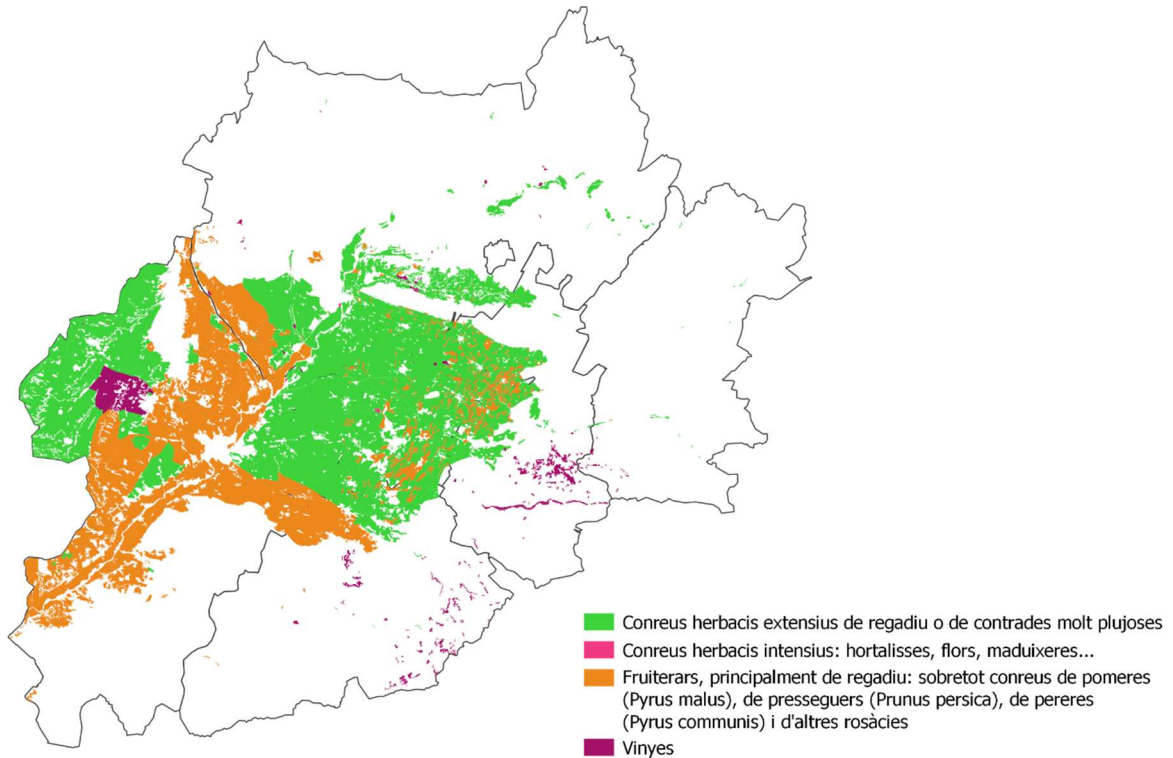 Conreus herbacis extensius de regadiu o de contrades molt plujoses
Conreus herbacis intensius: hortalisses, flors, maduixeres...
Fruiterars, principalment de regadiu: sobretot conreus de pomeres
(Pyrus malus), de presseguers (Prunus persica), de pereres
(Pyrus communis) i d'altres rosàcies
Vinyes